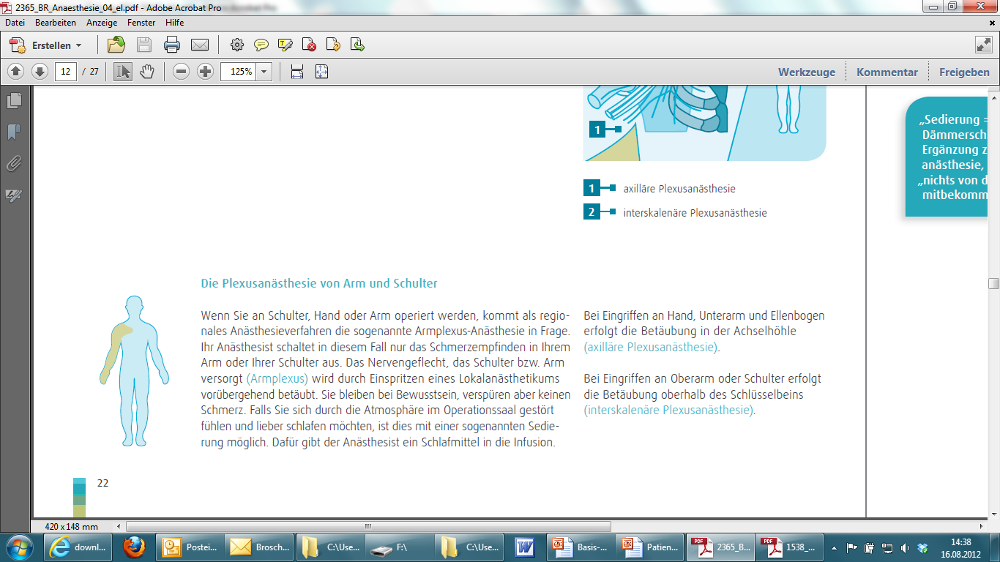 2365_BR_Anaesthesie_04_el.pdf - Adobe Acrobat Pro
Datei Bearbeiten Anzeige Fenster Hilfe
Erstellen
12 / 27 125% Werkzeuge Kommentar Freigeben
1
1 axilläre Plexusanästhesie
2 interskalenäre Plexusanästhesie
„Sedierung =
Dämmersch
Ergänzung z
anästhesie,
„nichts von d
mitbekomm
Die Plexusanästhesie von Arm und Schulter
Wenn Sie an Schulter, Hand oder Arm operiert werden, kommt als regio-
nales Anästhesieverfahren die sogenannte Armplexus-Anästhesie in Frage.
Ihr Anästhesist schaltet in diesem Fall nur das Schmerzempfinden in Ihrem
Arm oder Ihrer Schulter aus. Das Nervengeflecht, das Schulter bzw. Arm
versorgt (Armplexus) wird durch Einspritzen eines Lokalanästhetikums
vorübergehend betäubt. Sie bleiben bei Bewusstsein, verspüren aber keinen
Schmerz. Falls Sie sich durch die Atmosphäre im Operationssaal gestört
fühlen und lieber schlafen möchten, ist dies mit einer sogenannten Sedie-
rung möglich. Dafür gibt der Anästhesist ein Schlafmittel in die Infusion.
Bei Eingriffen an Hand, Unterarm und Ellenbogen
erfolgt die Betäubung in der Achselhöhle
(axilläre Plexusanästhesie).
Bei Eingriffen an Oberarm oder Schulter erfolgt
die Betäubung oberhalb des Schlüsselbeins
(interskalenäre Plexusanästhesie).
22
420 x 148 mm
downl... Postei... Brosch... C:\Use... F:\ C:\Use... Basis-... Patien... 2365_B... 1538_...
14:38
16.08.2012